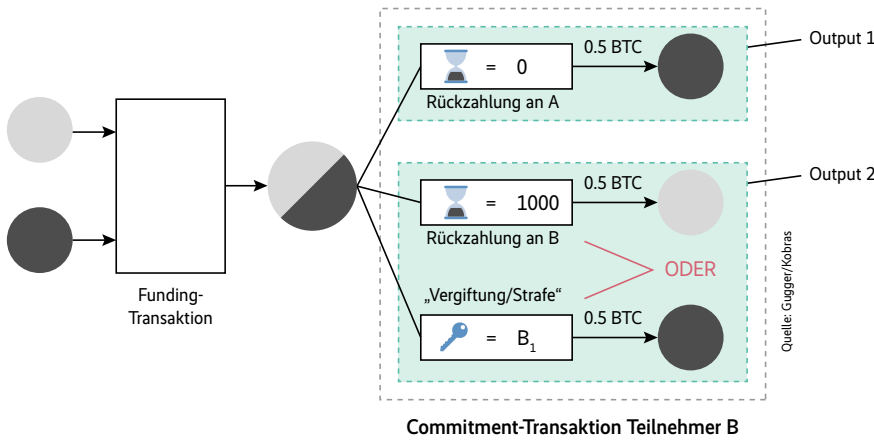 0.5 BTC
Output 1
= 0
Rückzahlung an A
0.5 BTC
Output 2
= 1000
Rückzahlung an B
ODER
Funding-
Transaktion
„Vergiftung/Strafe“
0.5 BTC
= B₁
Quelle: Gugger/Kobras
Commitment-Transaktion Teilnehmer B